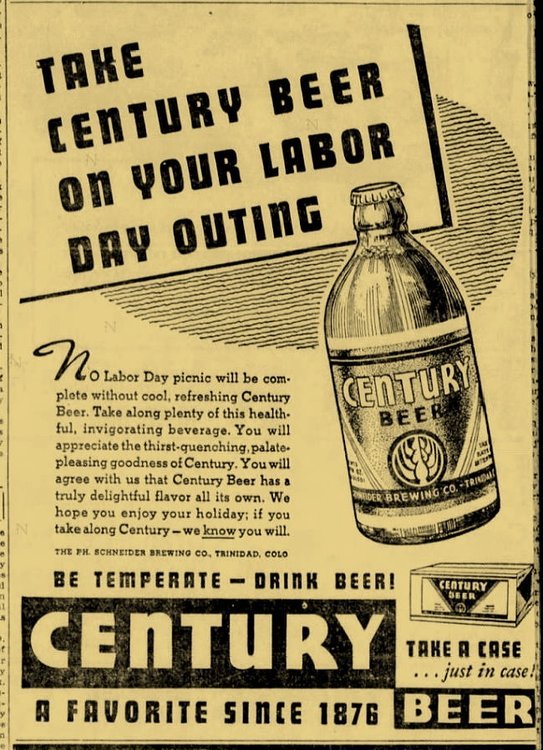 TAKE
CENTURY BEER
ON YOUR LABOR
DAY OUTING
NO Labor Day picnic will be com-
plete without cool, refreshing Century
Beer. Take along plenty of this health-
ful, invigorating beverage. You will
appreciate the thirst-quenching, palate-
pleasing goodness of Century. You will
agree with us that Century Beer has a
truly delightful flavor all its own. We
hope you enjoy your holiday; if you
take along Century—we know you will.
THE PH. SCHNEIDER BREWING CO., TRINIDAD, COLO
CENTURY
BEER
BREWING CO.
BE TEMPERATE — DRINK BEER!
CENTURY
BEER
CENTURY
TAKE A CASE
...just in case!
A FAVORITE SINCE 1876
BEER